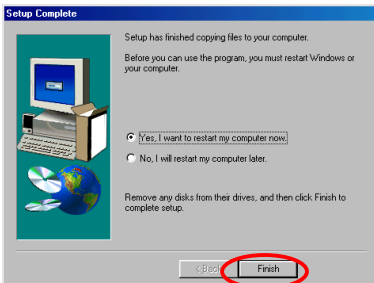 Setup Complete
Setup has finished copying files to your computer.
Before you can use the program, you must restart Windows or
your computer.
Yes, I want to restart my computer now.
No, I will restart my computer later.
Remove any disks from their drives, and then click Finish to
complete setup.
< Back
Finish